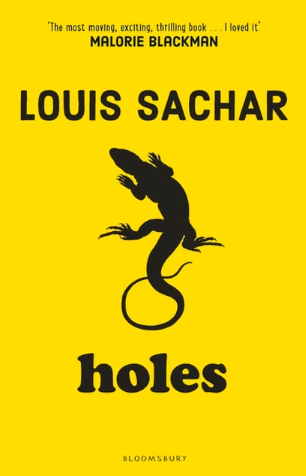 'The most moving, exciting, thrilling book . . . I loved it'
MALORIE BLACKMAN
LOUIS SACHAR
holes
BLOOMSBURY